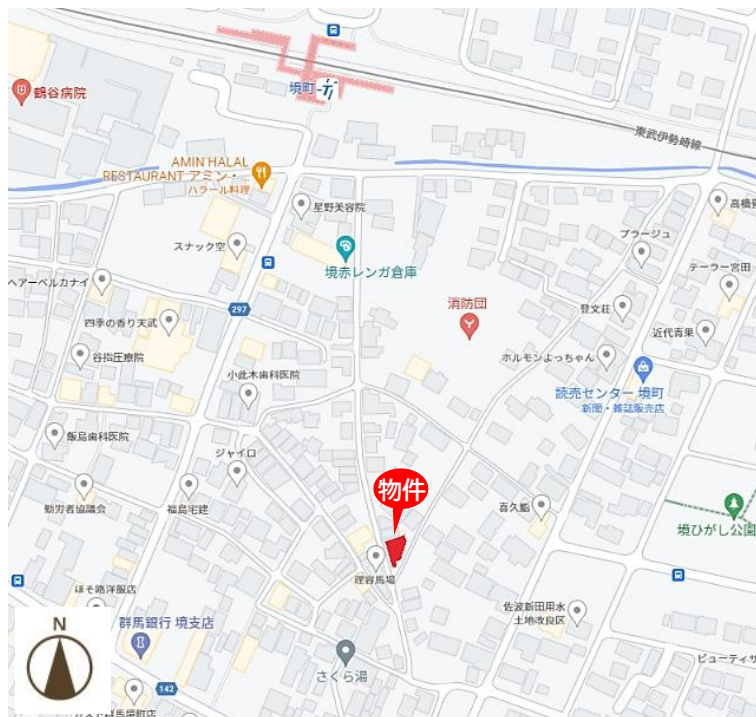 境町
鶴谷病院
東武伊勢崎線
AMIN HALAL
RESTAURANT アミン・...
ハラール料理
星野美容院
プラージュ
スナック空
境赤レンガ倉庫
テーラー宮田
ヘアーベルカナイ
297
消防団
登文荘
四季の香り天武
近代青果
谷指圧療院
ホルモンよっちゃん
小此木歯科医院
読売センター 境町
新聞・雑誌販売店
飯島歯科医院
ジャイロ
物件
勤労者協議会
福島宅建
喜久鮨
境ひがし公園
理容馬場
ほそ路洋服店
佐波新田用水
土地改良区
群馬銀行 境支店
N
さくら湯
ビューティサ
142